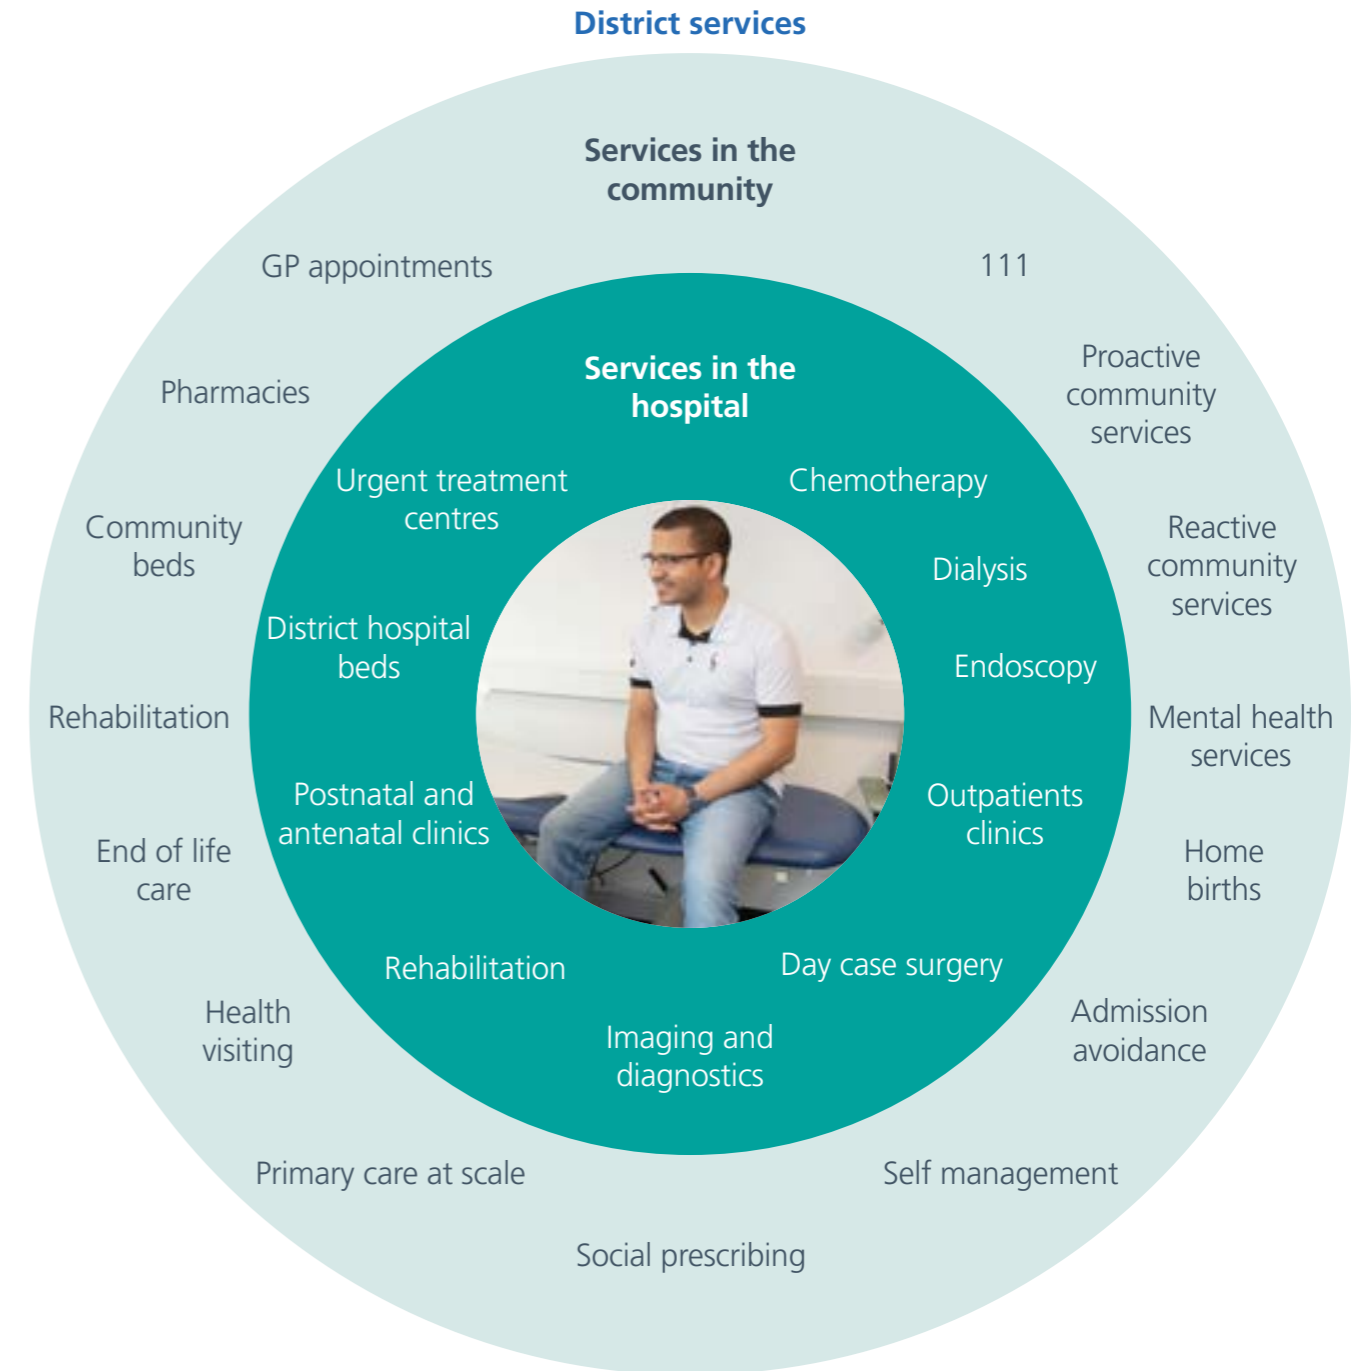 District services
Services in the
community
GP appointments
111
Proactive
community
services
Pharmacies
Community
beds
Reactive
community
services
Rehabilitation
Mental health
services
End of life
care
Home
births
Health
visiting
Admission
avoidance
Primary care at scale
Self management
Social prescribing
Services in the
hospital
Urgent treatment
centres
Chemotherapy
Dialysis
District hospital
beds
Endoscopy
Postnatal and
antenatal clinics
Outpatients
clinics
Rehabilitation
Day case surgery
Imaging and
diagnostics